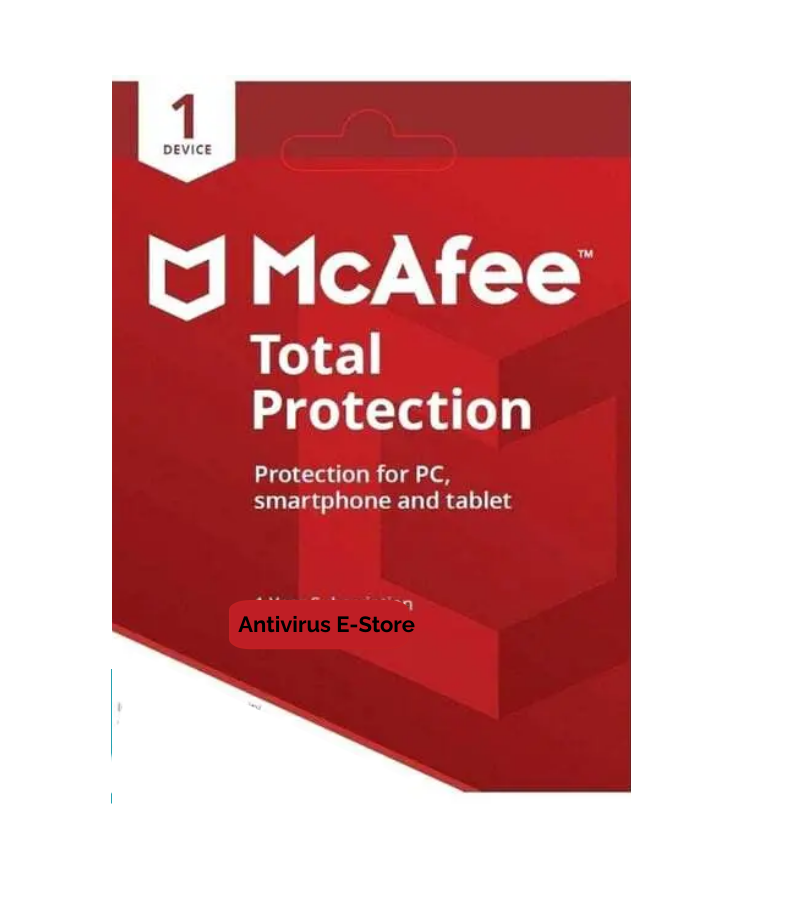 1
DEVICE
McAfee™
Total
Protection
Protection for PC,
smartphone and tablet
Antivirus E-Store